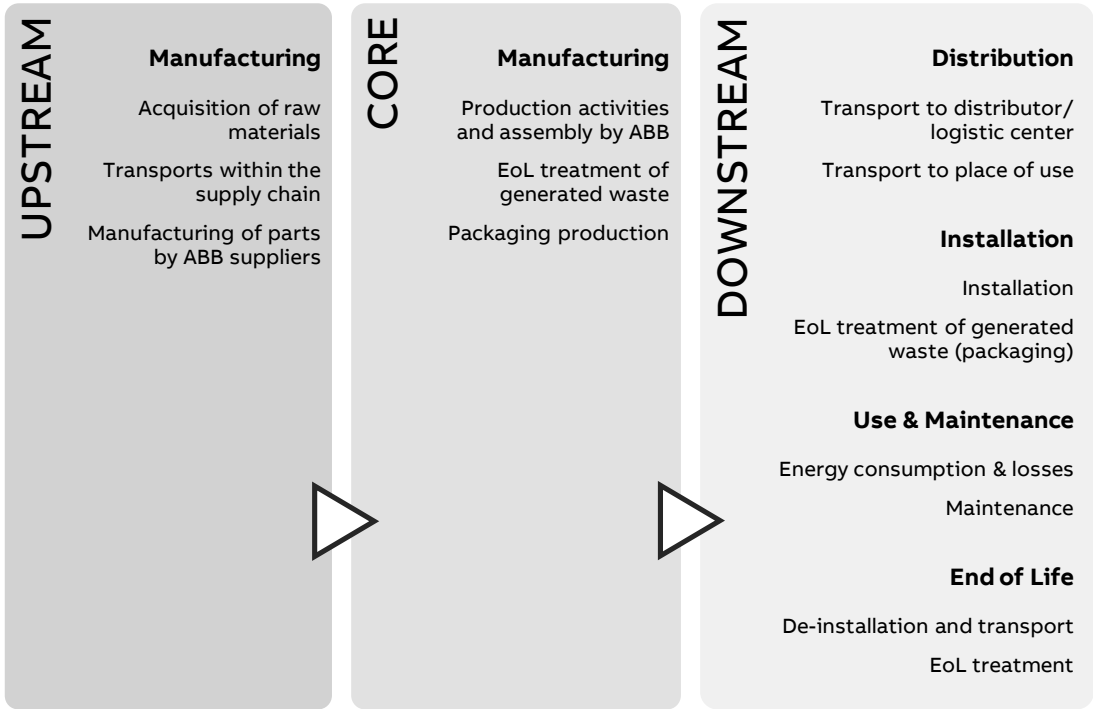 UPSTREAM
Manufacturing
Acquisition of raw
materials
Transports within the
supply chain
Manufacturing of parts
by ABB suppliers
CORE
Manufacturing
Production activities
and assembly by ABB
EoL treatment of
generated waste
Packaging production
DOWNSTREAM
Distribution
Transport to distributor/
logistic center
Transport to place of use
Installation
Installation
EoL treatment of generated
waste (packaging)
Use & Maintenance
Energy consumption & losses
Maintenance
End of Life
De-installation and transport
EoL treatment